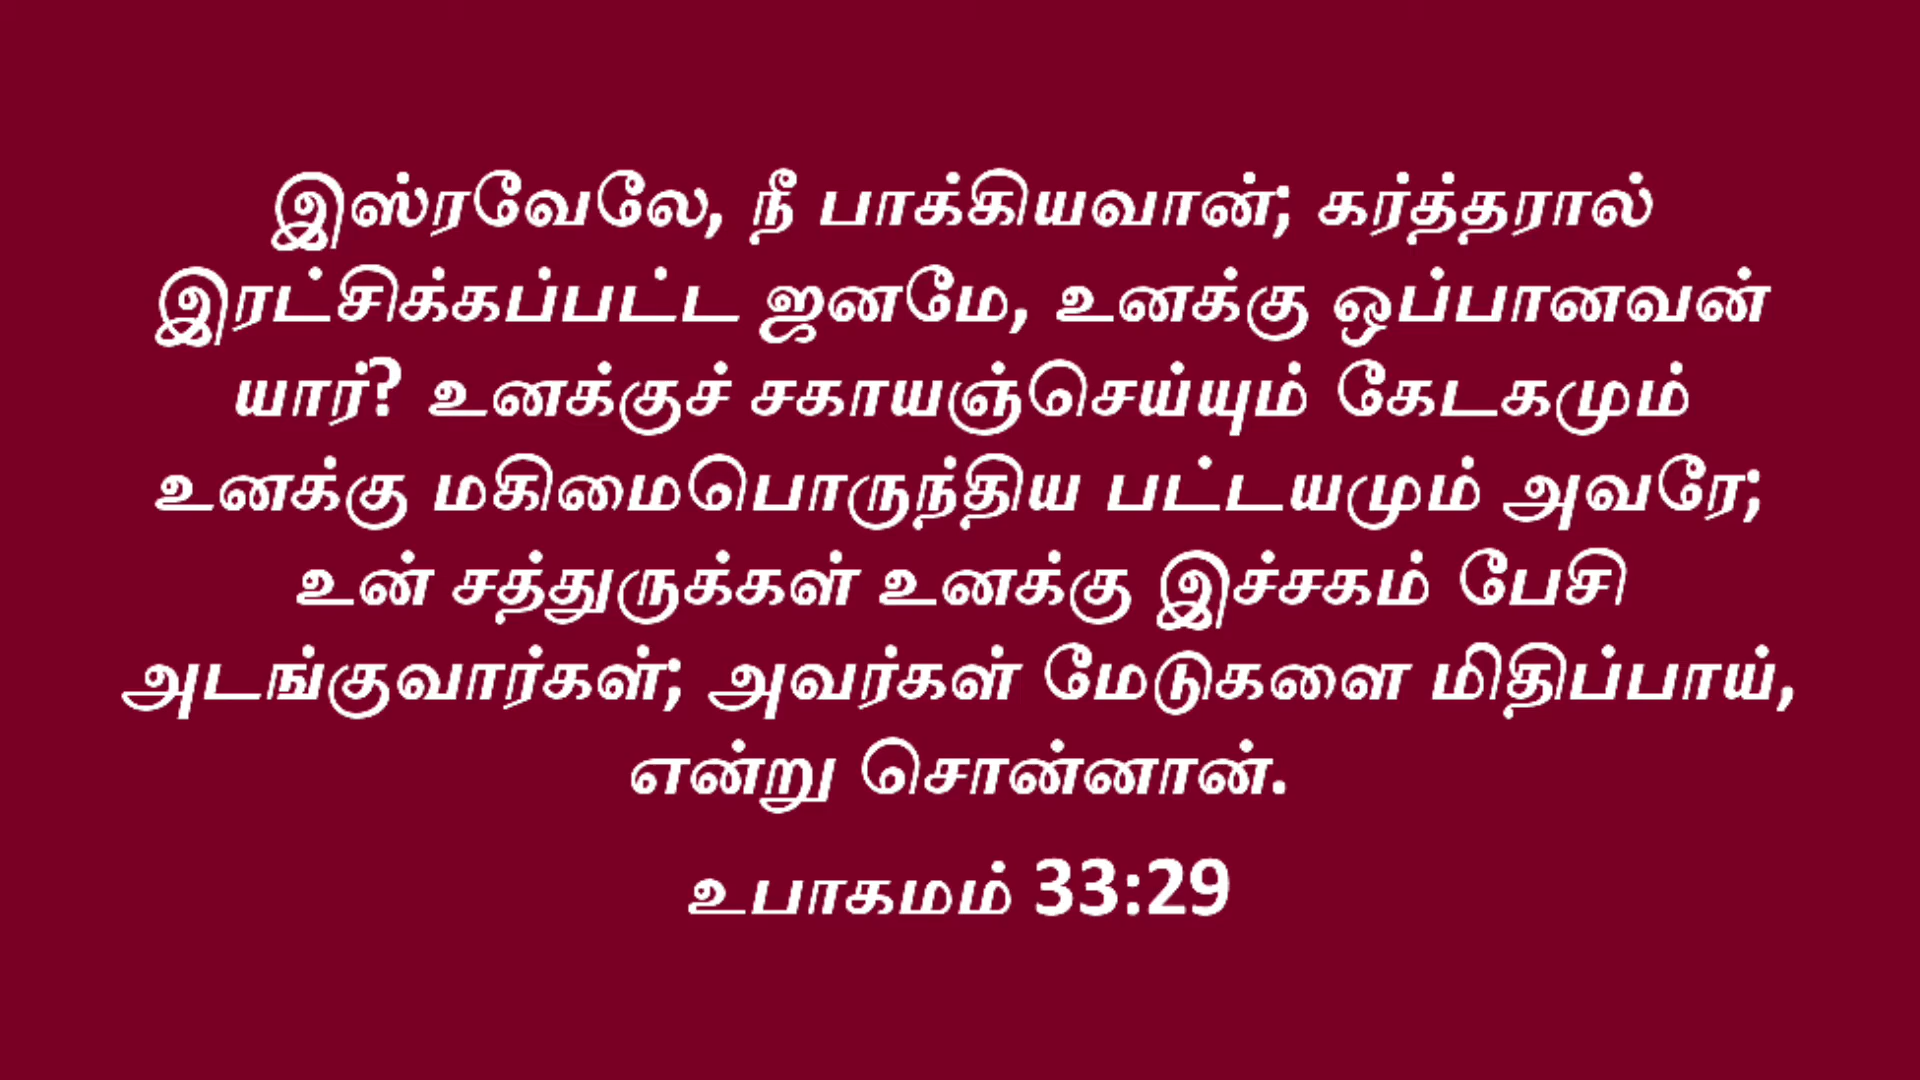 இஸ்ரவேலே, நீ பாக்கியவான்; கர்த்தரால்
இரட்சிக்கப்பட்ட ஜனமே, உனக்கு ஒப்பானவன்
யார்? உனக்குச் சகாயஞ்செய்யும் கேடகமும்
உனக்கு மகிமைபொருந்திய பட்டயமும் அவரே;
உன் சத்துருக்கள் உனக்கு இச்சகம் பேசி
அடங்குவார்கள்; அவர்கள் மேடுகளை மிதிப்பாய்,
என்று சொன்னான்.
உபாகமம் 33:29